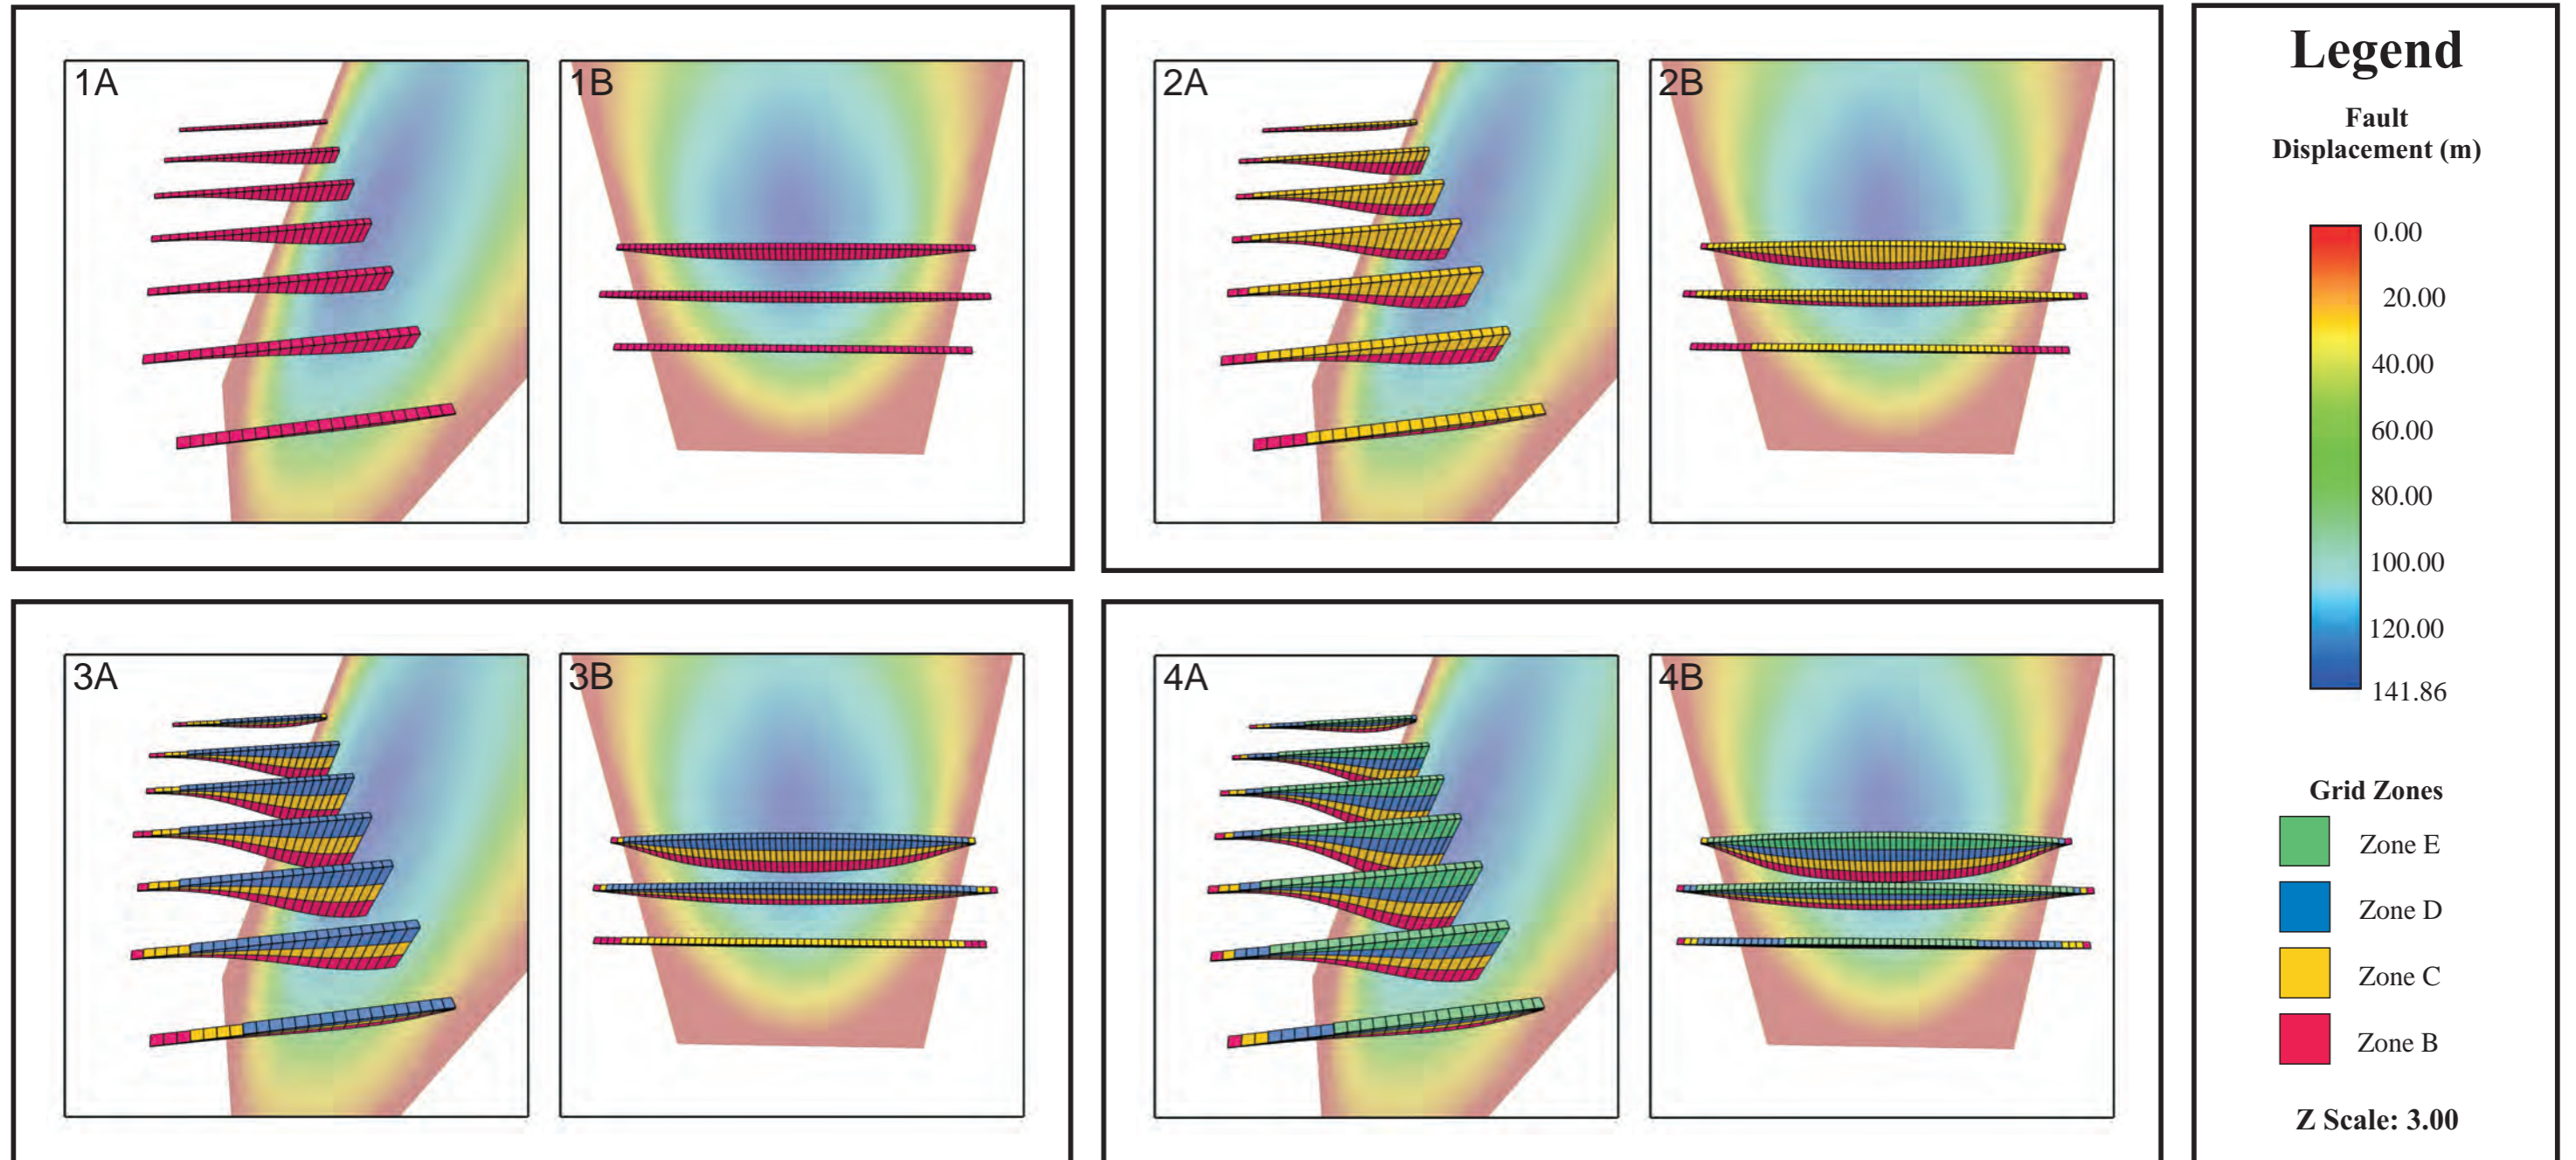 1A
1B
2A
2B
3A
3B
4A
4B
Legend
Fault
Displacement (m)
0.00
20.00
40.00
60.00
80.00
100.00
120.00
141.86
Grid Zones
Zone E
Zone D
Zone C
Zone B
Z Scale: 3.00